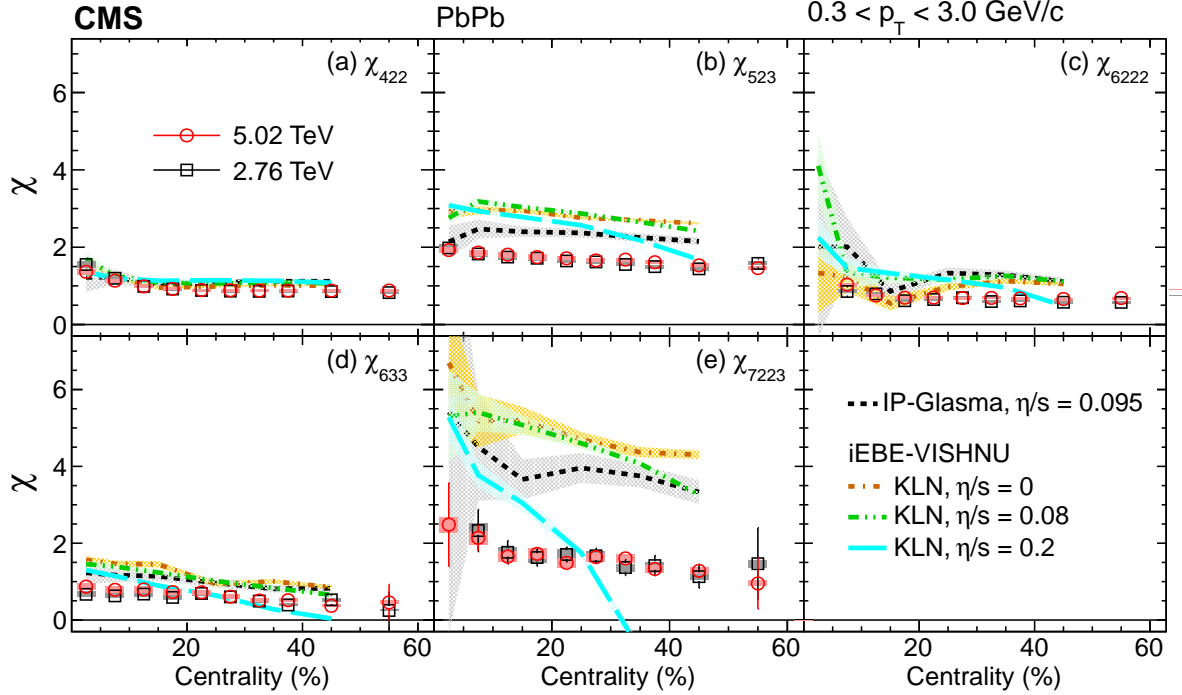 CMS PbPb 0.3 < p_T < 3.0 GeV/c
(a) χ_422 (b) χ_523 (c) χ_6222
6
4
2
0
χ
5.02 TeV
2.76 TeV
(d) χ_633 (e) χ_7223
6
4
2
0
χ
IP-Glasma, η/s = 0.095
iEBE-VISHNU
KLN, η/s = 0
KLN, η/s = 0.08
KLN, η/s = 0.2
20 40 60 20 40 60 20 40 60
Centrality (%) Centrality (%) Centrality (%)